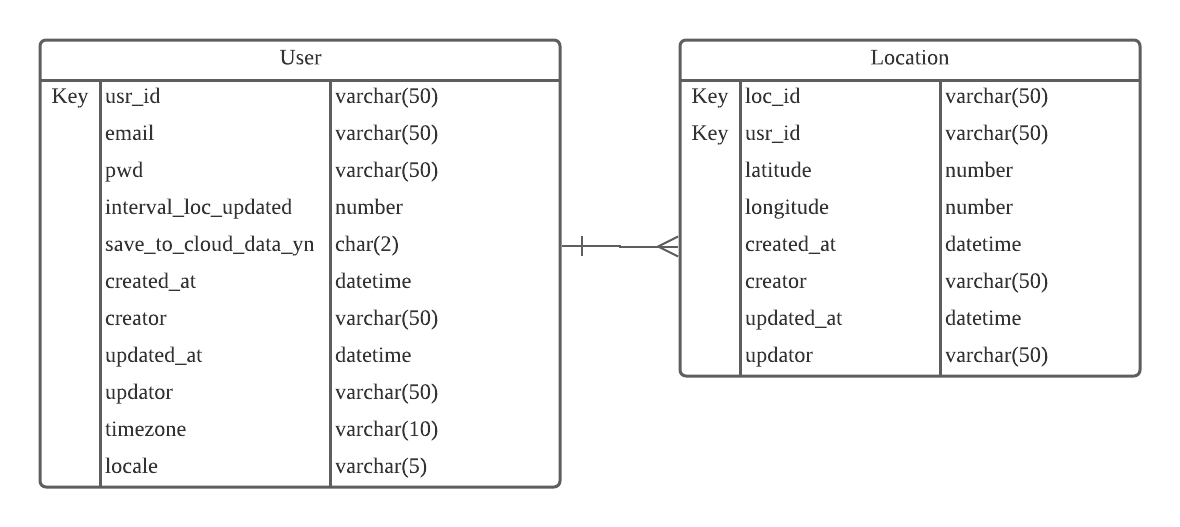 User
Key usr_id varchar(50)
email varchar(50)
pwd varchar(50)
interval_loc_updated number
save_to_cloud_data_yn char(2)
created_at datetime
creator varchar(50)
updated_at datetime
updator varchar(50)
timezone varchar(10)
locale varchar(5)
Location
Key loc_id varchar(50)
Key usr_id varchar(50)
latitude number
longitude number
created_at datetime
creator varchar(50)
updated_at datetime
updator varchar(50)